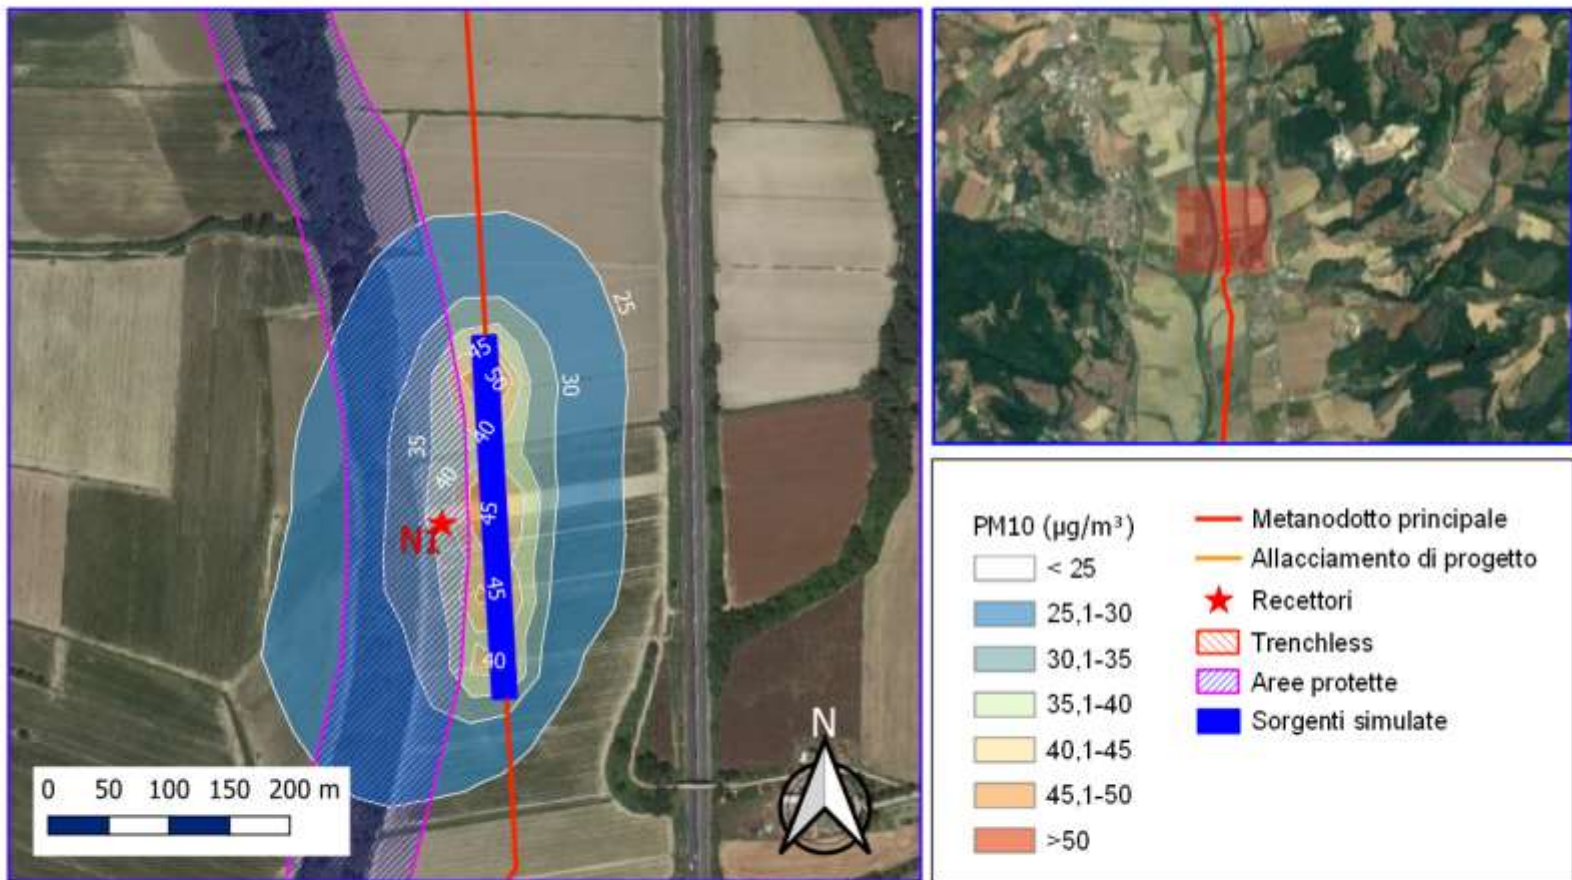 25
30
35
40
45
50
40
45
45
40
N1
0 50 100 150 200 m
N
PM10 (µg/m³)
< 25
25,1-30
30,1-35
35,1-40
40,1-45
45,1-50
>50
Metanodotto principale
Allacciamento di progetto
Recettori
Trenchless
Aree protette
Sorgenti simulate